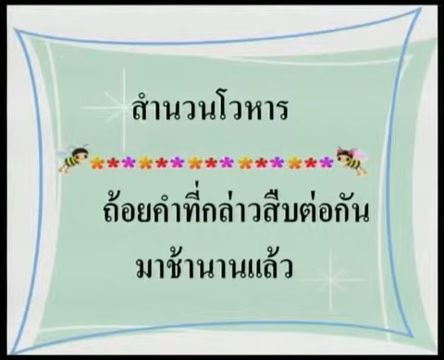 สำนวนโวหาร
ถ้อยคำที่กล่าวสืบต่อกัน
มาช้านานแล้ว